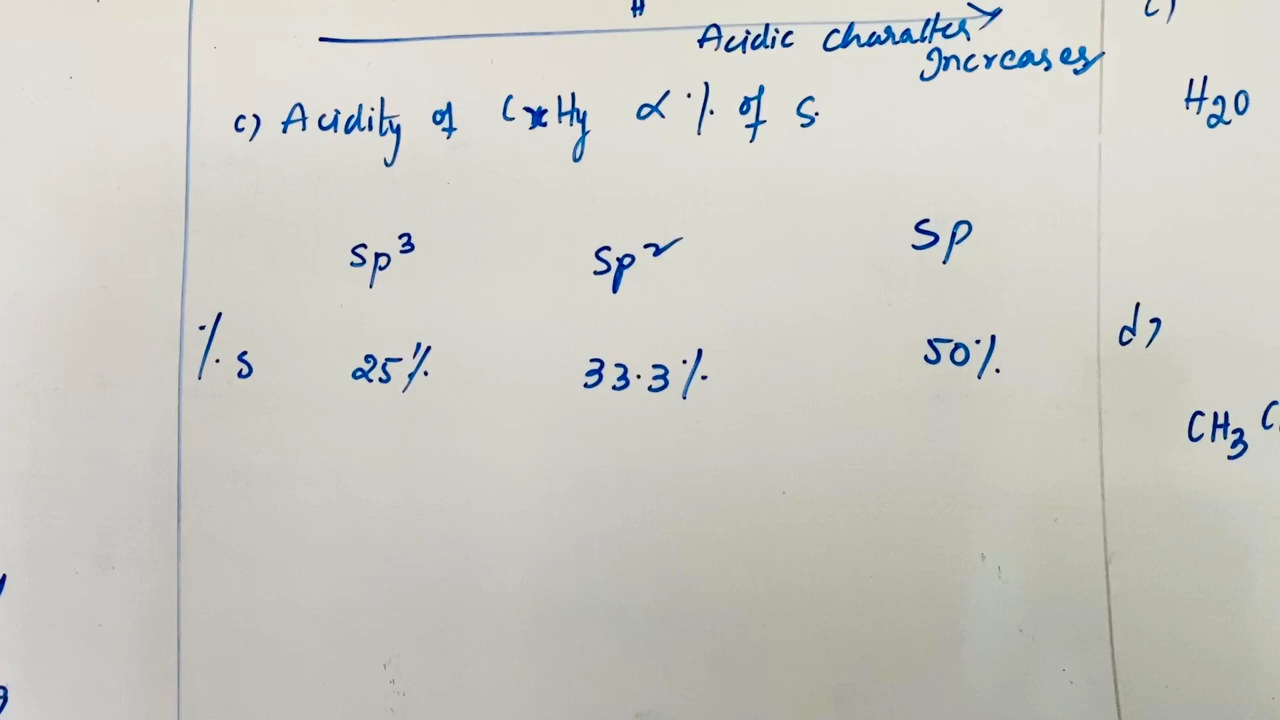 H
Acidic character
Increases
c) Acidity of CxHy α % of s.
sp³ sp² sp
% s 25% 33.3% 50%
H₂O
d)
CH₃